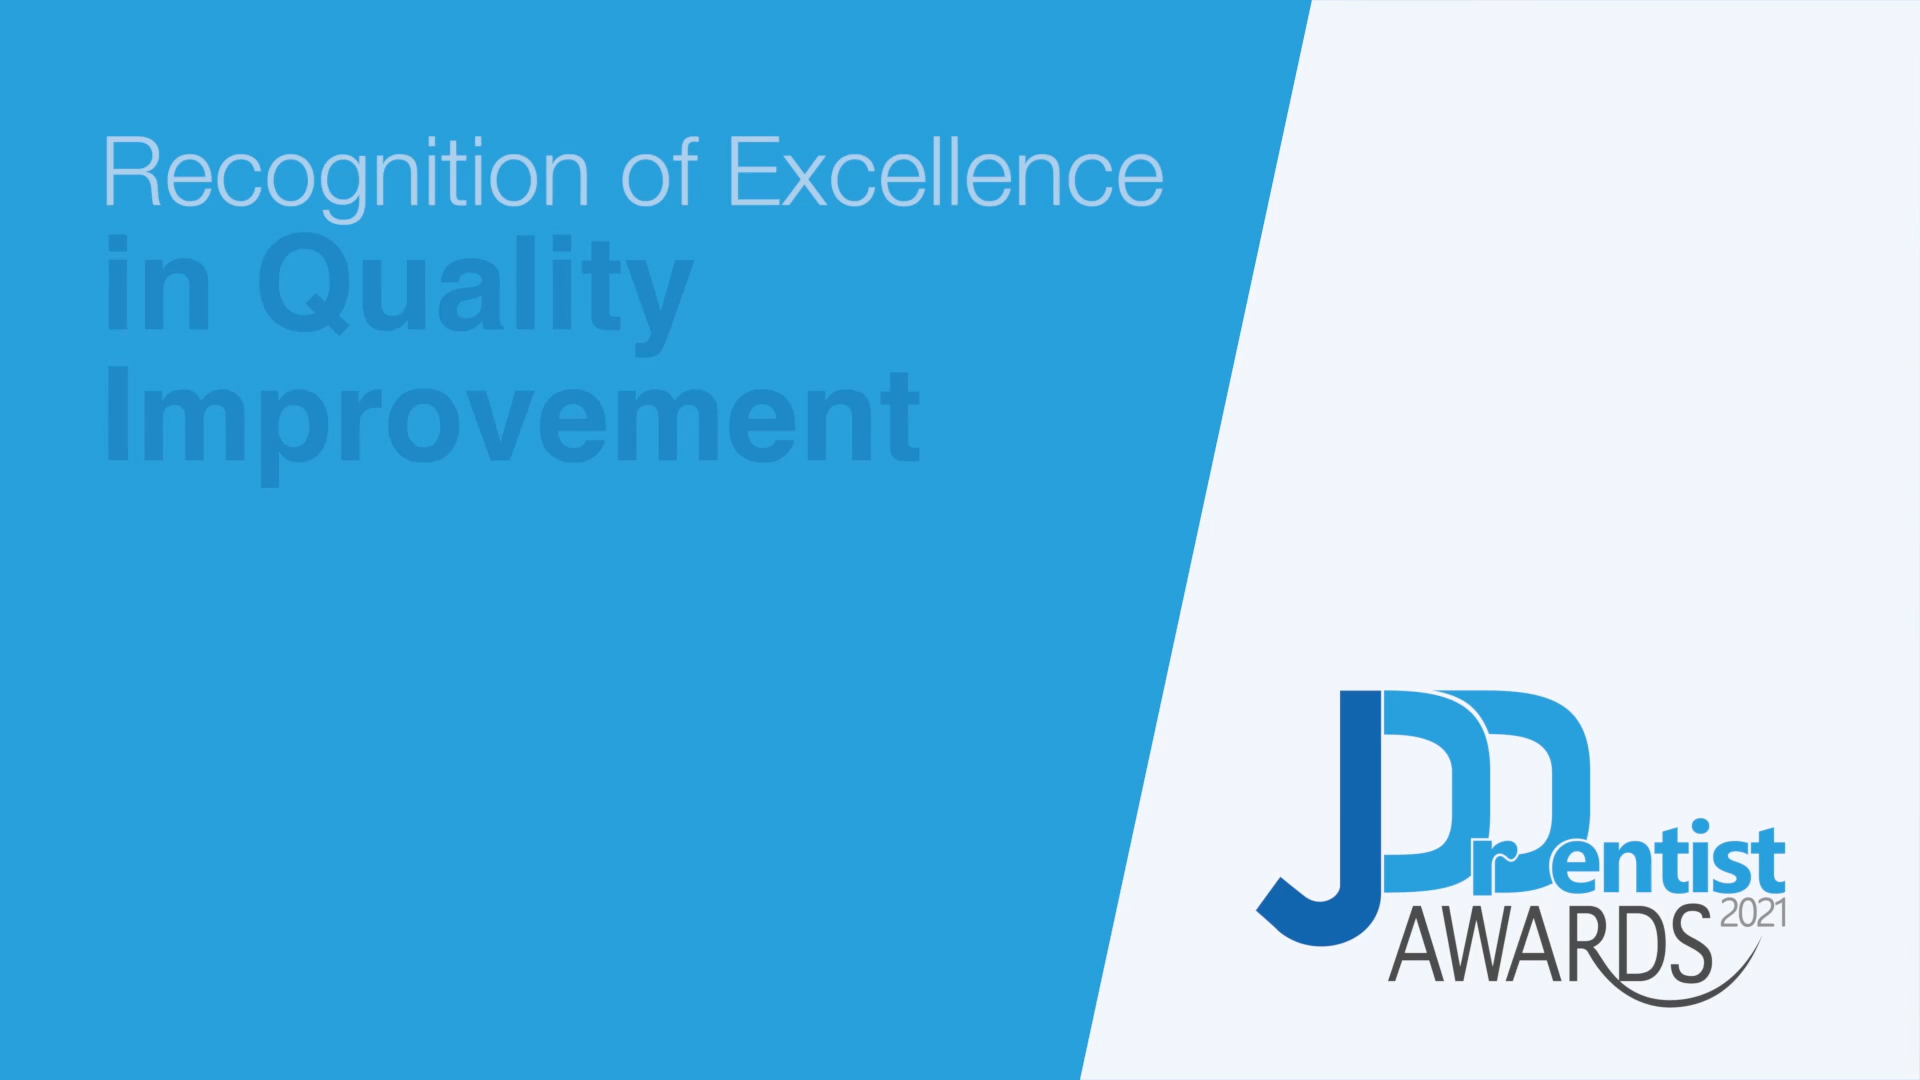 Recognition of Excellence
in Quality
Improvement
JDrDentist
AWARDS 2021